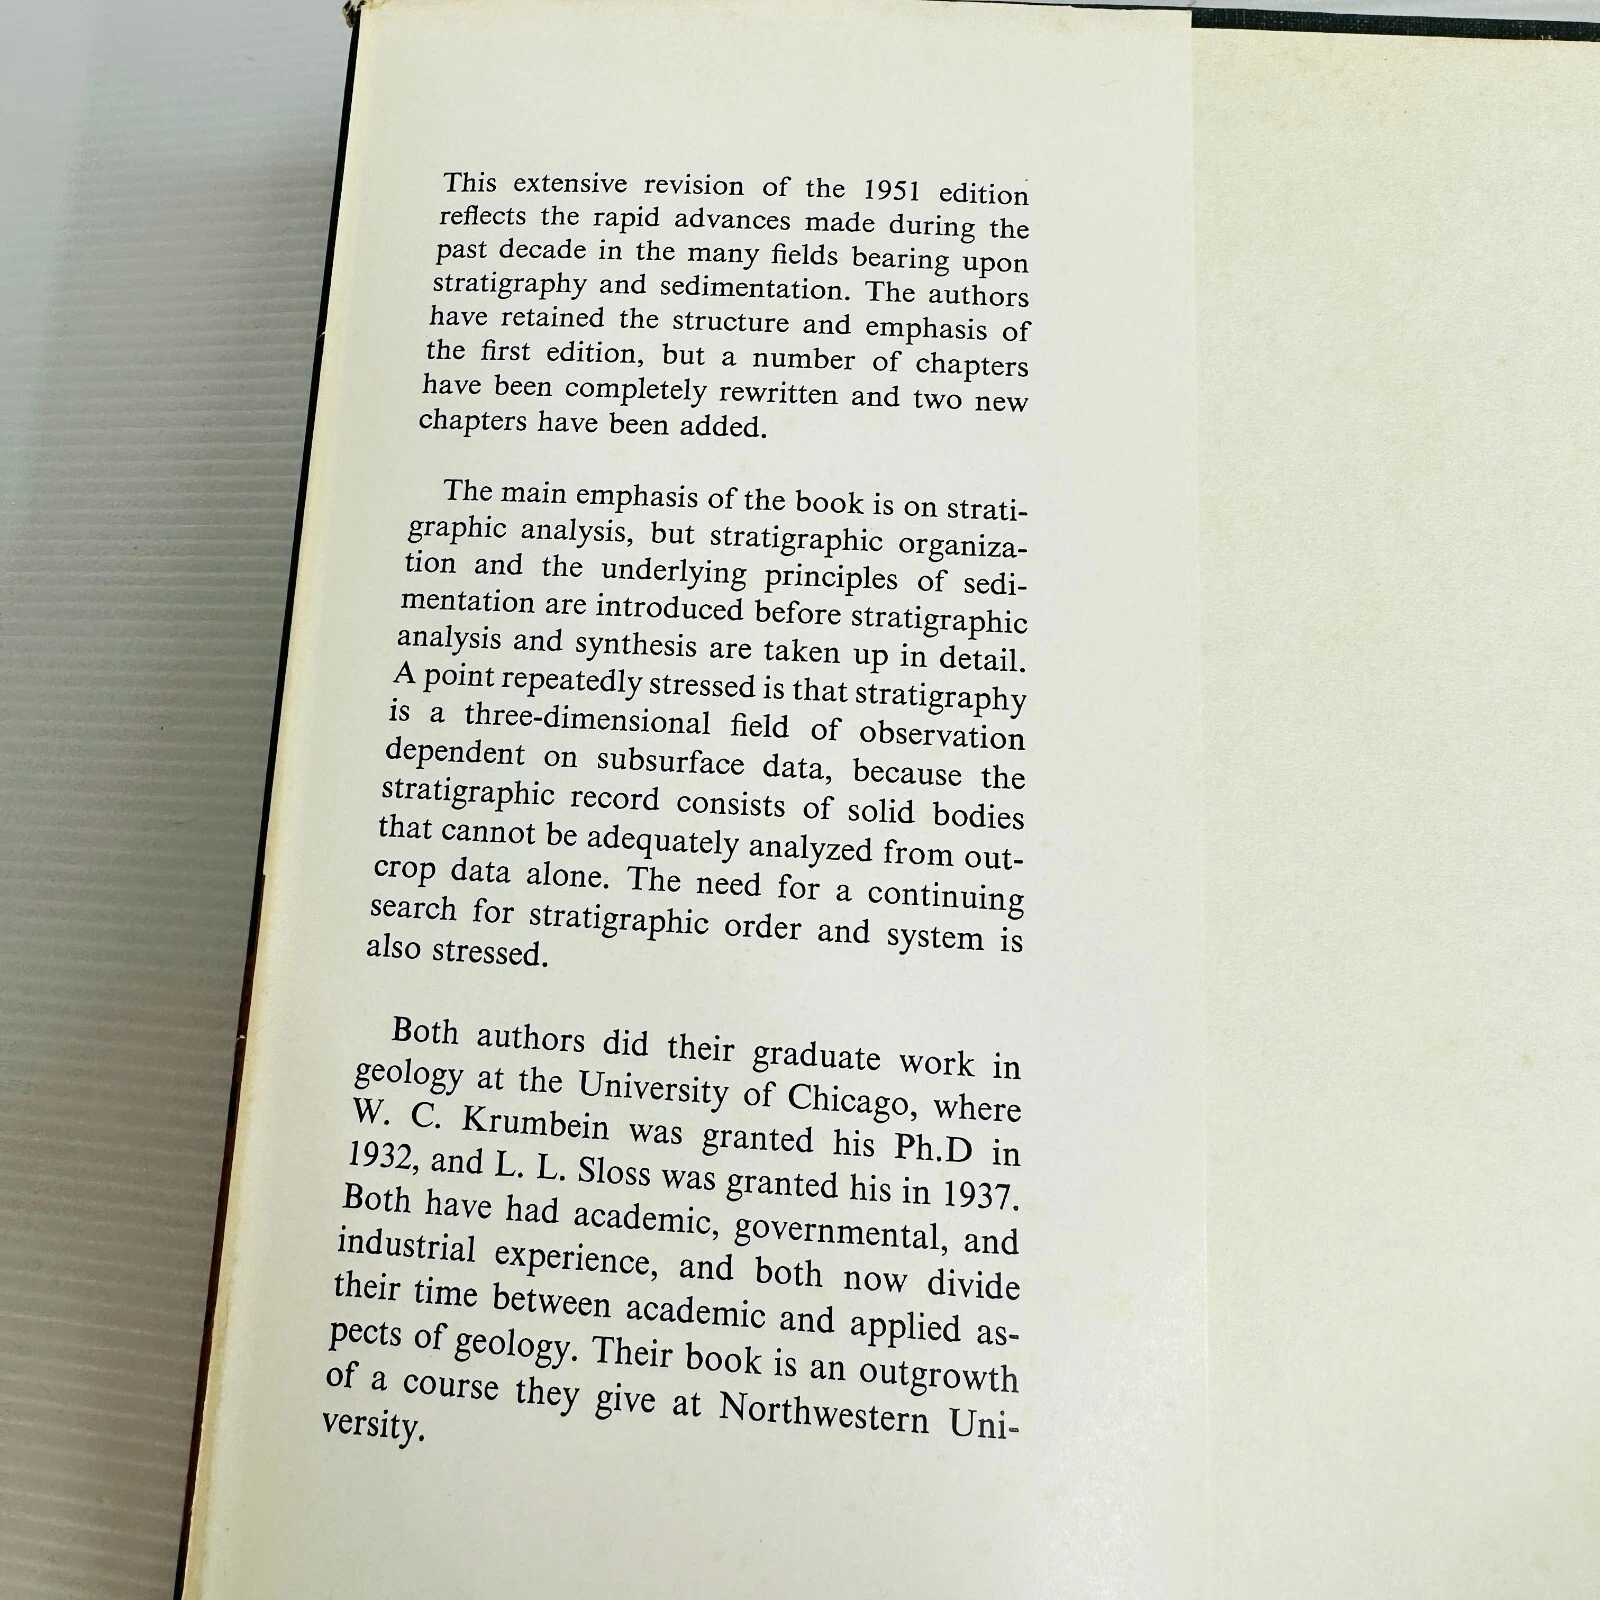 This extensive revision of the 1951 edition
reflects the rapid advances made during the
past decade in the many fields bearing upon
stratigraphy and sedimentation. The authors
have retained the structure and emphasis of
the first edition, but a number of chapters
have been completely rewritten and two new
chapters have been added.
The main emphasis of the book is on strati-
graphic analysis, but stratigraphic organiza-
tion and the underlying principles of sedi-
mentation are introduced before stratigraphic
analysis and synthesis are taken up in detail.
A point repeatedly stressed is that stratigraphy
is a three-dimensional field of observation
dependent on subsurface data, because the
stratigraphic record consists of solid bodies
that cannot be adequately analyzed from out-
crop data alone. The need for a continuing
search for stratigraphic order and system is
also stressed.
Both authors did their graduate work in
geology at the University of Chicago, where
W. C. Krumbein was granted his Ph.D in
1932, and L. L. Sloss was granted his in 1937.
Both have had academic, governmental, and
industrial experience, and both now divide
their time between academic and applied as-
pects of geology. Their book is an outgrowth
of a course they give at Northwestern Uni-
versity.